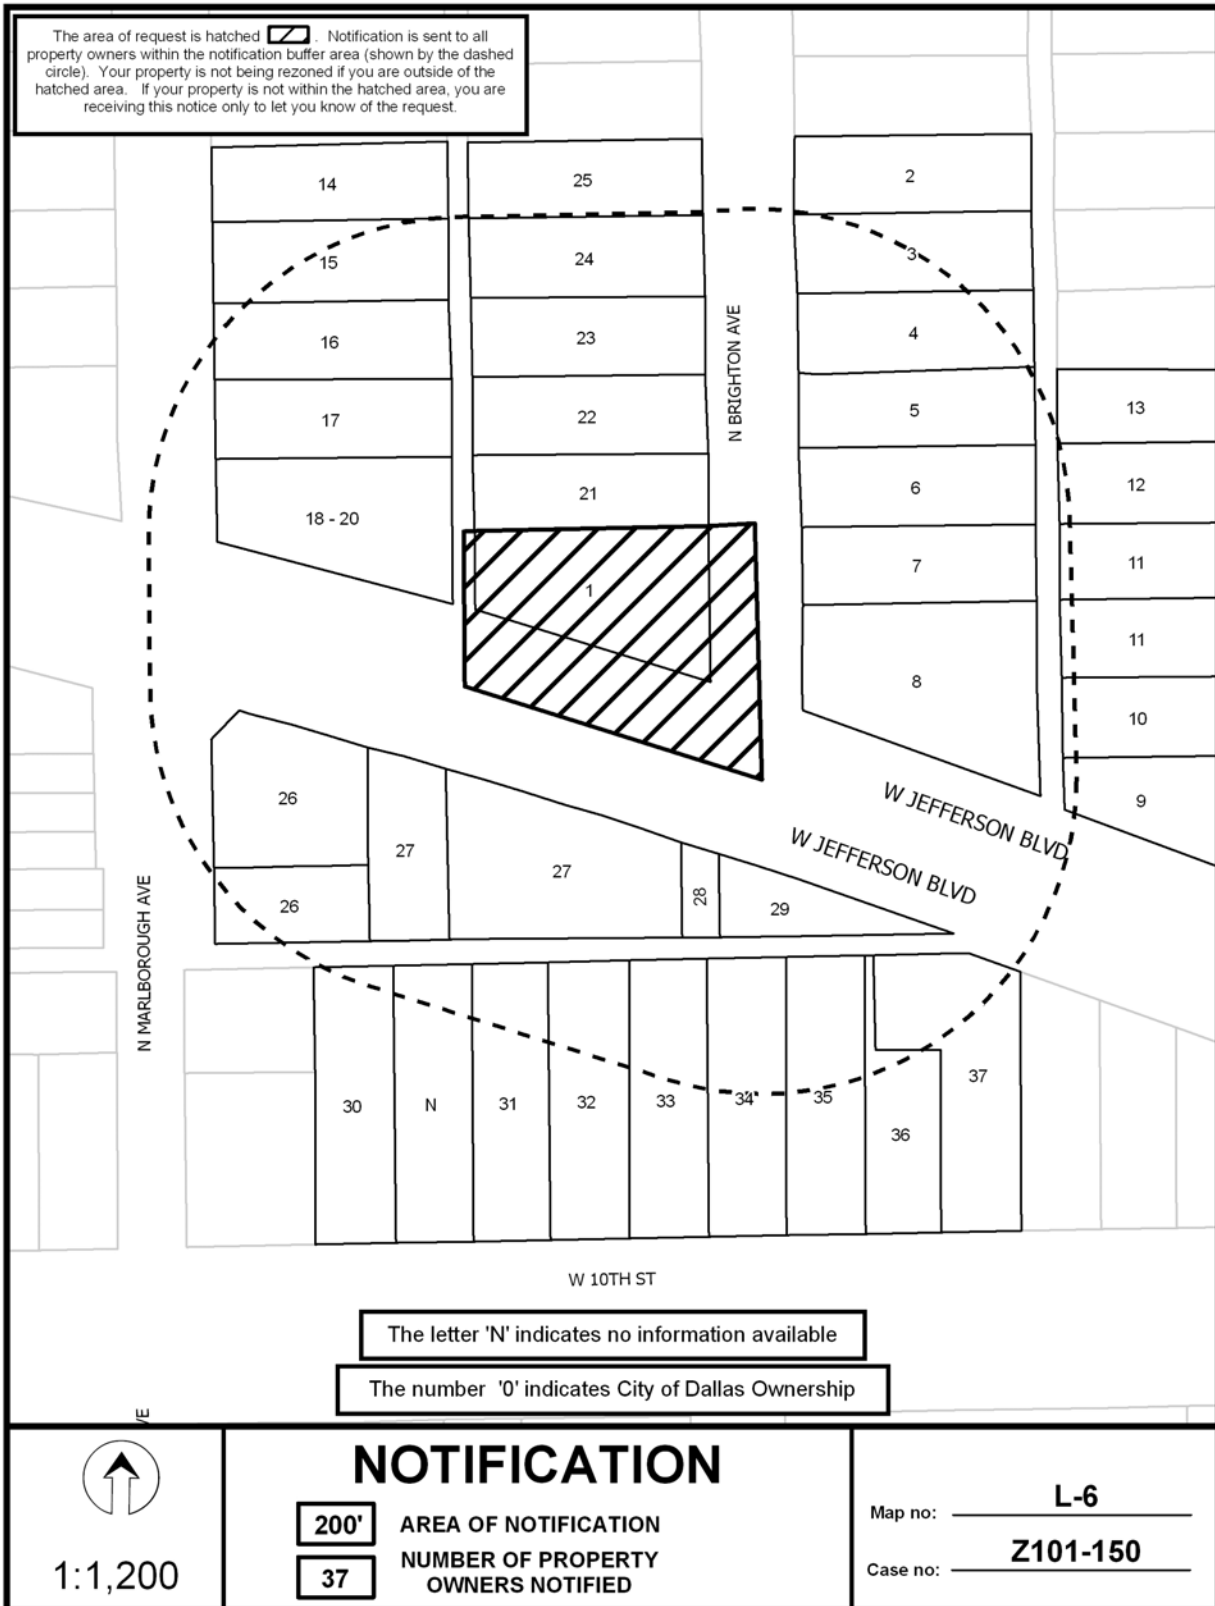 The area of request is hatched . Notification is sent to all
property owners within the notification buffer area (shown by the dashed
circle). Your property is not being rezoned if you are outside of the
hatched area. If your property is not within the hatched area, you are
receiving this notice only to let you know of the request.
14
25
2
15
24
3
16
23
4
N BRIGHTON AVE
17
22
5
13
18 - 20
21
6
12
1
7
11
11
8
10
26
9
W JEFFERSON BLVD
27
27
W JEFFERSON BLVD
26
28
29
N MARLBOROUGH AVE
30
N
31
32
33
34
35
36
37
W 10TH ST
The letter 'N' indicates no information available
The number '0' indicates City of Dallas Ownership
VE
1:1,200
NOTIFICATION
200' AREA OF NOTIFICATION
37 NUMBER OF PROPERTY
OWNERS NOTIFIED
Map no: L-6
Case no: Z101-150